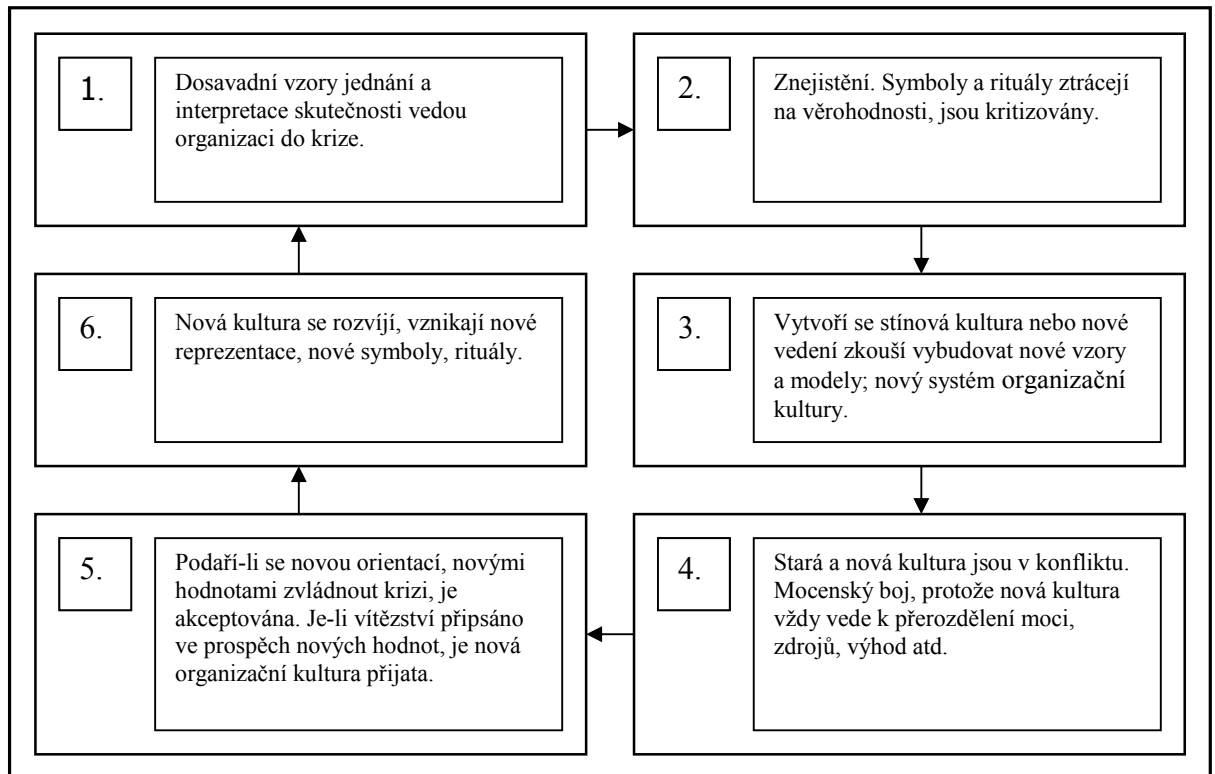 1.
Dosavadní vzory jednání a
interpretace skutečnosti vedou
organizaci do krize.
2.
Znejistění. Symboly a rituály ztrácejí
na věrohodnosti, jsou kritizovány.
3.
Vytvoří se stínová kultura nebo nové
vedení zkouší vybudovat nové vzory
a modely; nový systém organizační
kultury.
4.
Stará a nová kultura jsou v konfliktu.
Mocenský boj, protože nová kultura
vždy vede k přerozdělení moci,
zdrojů, výhod atd.
5.
Podaří-li se novou orientací, novými
hodnotami zvládnout krizi, je
akceptována. Je-li vítězství připsáno
ve prospěch nových hodnot, je nová
organizační kultura přijata.
6.
Nová kultura se rozvíjí, vznikají nové
reprezentace, nové symboly, rituály.